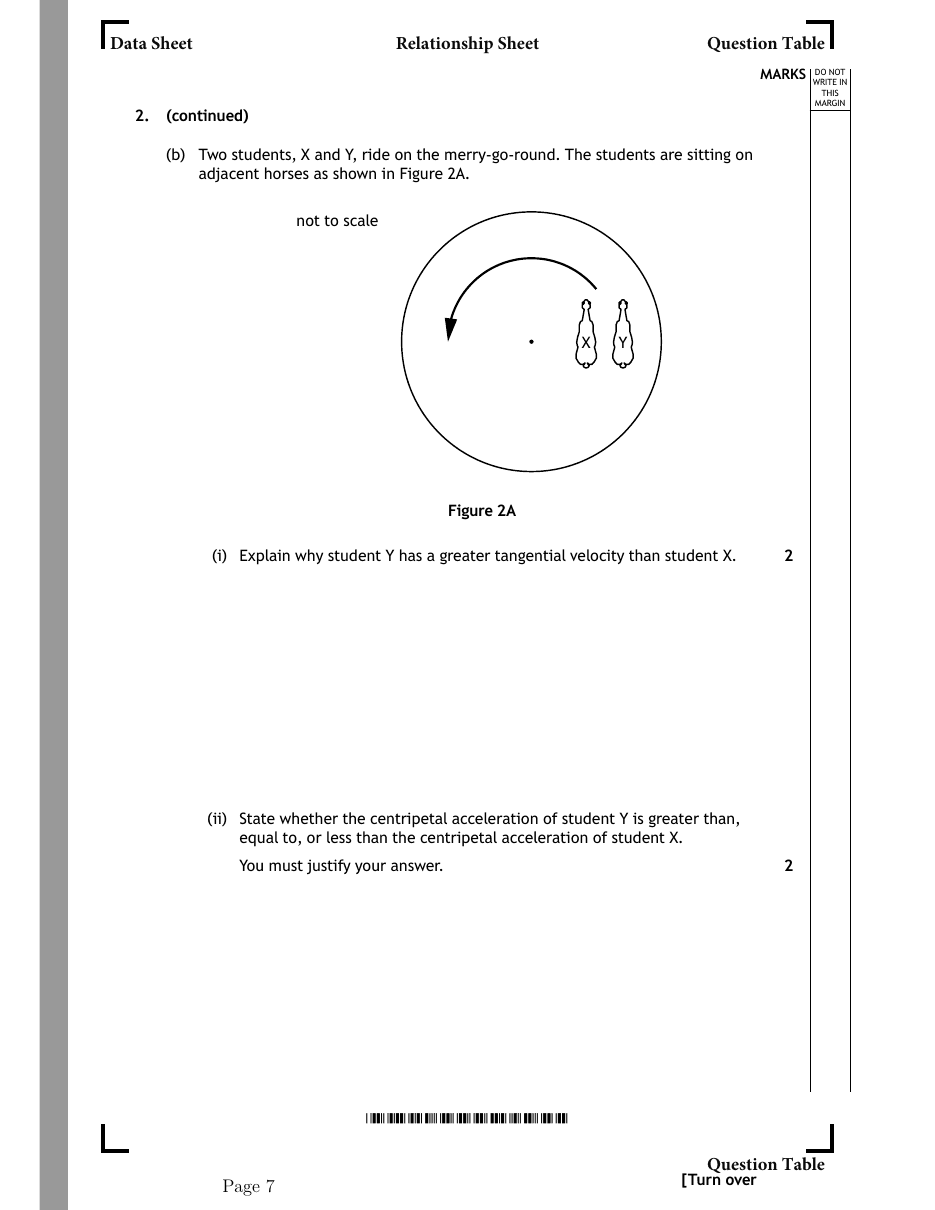 Data Sheet Relationship Sheet Question Table
MARKS
DO NOT
WRITE IN
THIS
MARGIN
2. (continued)
(b) Two students, X and Y, ride on the merry-go-round. The students are sitting on
adjacent horses as shown in Figure 2A.
not to scale
X Y
Figure 2A
(i) Explain why student Y has a greater tangential velocity than student X. 2
(ii) State whether the centripetal acceleration of student Y is greater than,
equal to, or less than the centripetal acceleration of student X.
You must justify your answer. 2
Question Table
[Turn over
Page 7